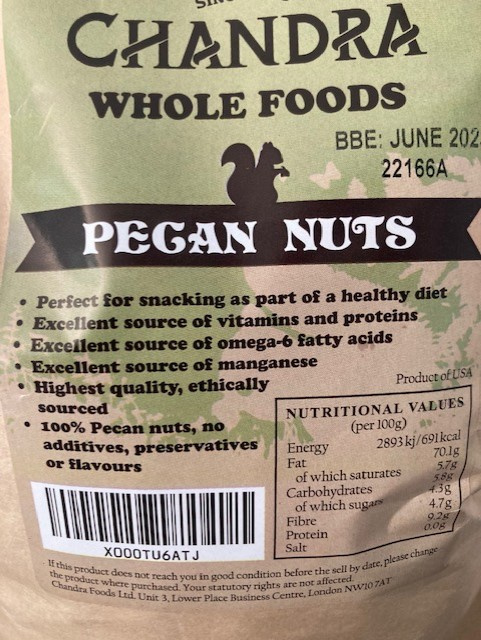 CHANDRA
WHOLE FOODS
BBE: JUNE 202
22166A
PECAN NUTS
• Perfect for snacking as part of a healthy diet
• Excellent source of vitamins and proteins
• Excellent source of omega-6 fatty acids
• Excellent source of manganese
• Highest quality, ethically
sourced
• 100% Pecan nuts, no
additives, preservatives
or flavours
Product of USA
NUTRITIONAL VALUES
(per 100g)
Energy 2893kj/691kcal
Fat 70.1g
of which saturates 5.7g
Carbohydrates 5.8g
of which sugars 4.3g
Fibre 4.7g
Protein 9.2g
Salt 0.0g
X000TU6ATJ
If this product does not reach you in good condition before the sell by date, please change
the product where purchased. Your statutory rights are not affected.
Chandra Foods Ltd. Unit 3, Lower Place Business Centre, London NW10 7AT